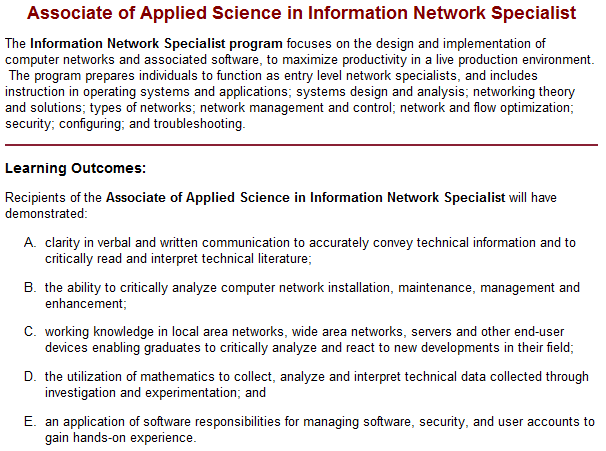 Associate of Applied Science in Information Network Specialist
The Information Network Specialist program focuses on the design and implementation of
computer networks and associated software, to maximize productivity in a live production environment.
The program prepares individuals to function as entry level network specialists, and includes
instruction in operating systems and applications; systems design and analysis; networking theory
and solutions; types of networks; network management and control; network and flow optimization;
security; configuring; and troubleshooting.
Learning Outcomes:
Recipients of the Associate of Applied Science in Information Network Specialist will have
demonstrated:
A. clarity in verbal and written communication to accurately convey technical information and to
critically read and interpret technical literature;
B. the ability to critically analyze computer network installation, maintenance, management and
enhancement;
C. working knowledge in local area networks, wide area networks, servers and other end-user
devices enabling graduates to critically analyze and react to new developments in their field;
D. the utilization of mathematics to collect, analyze and interpret technical data collected through
investigation and experimentation; and
E. an application of software responsibilities for managing software, security, and user accounts to
gain hands-on experience.